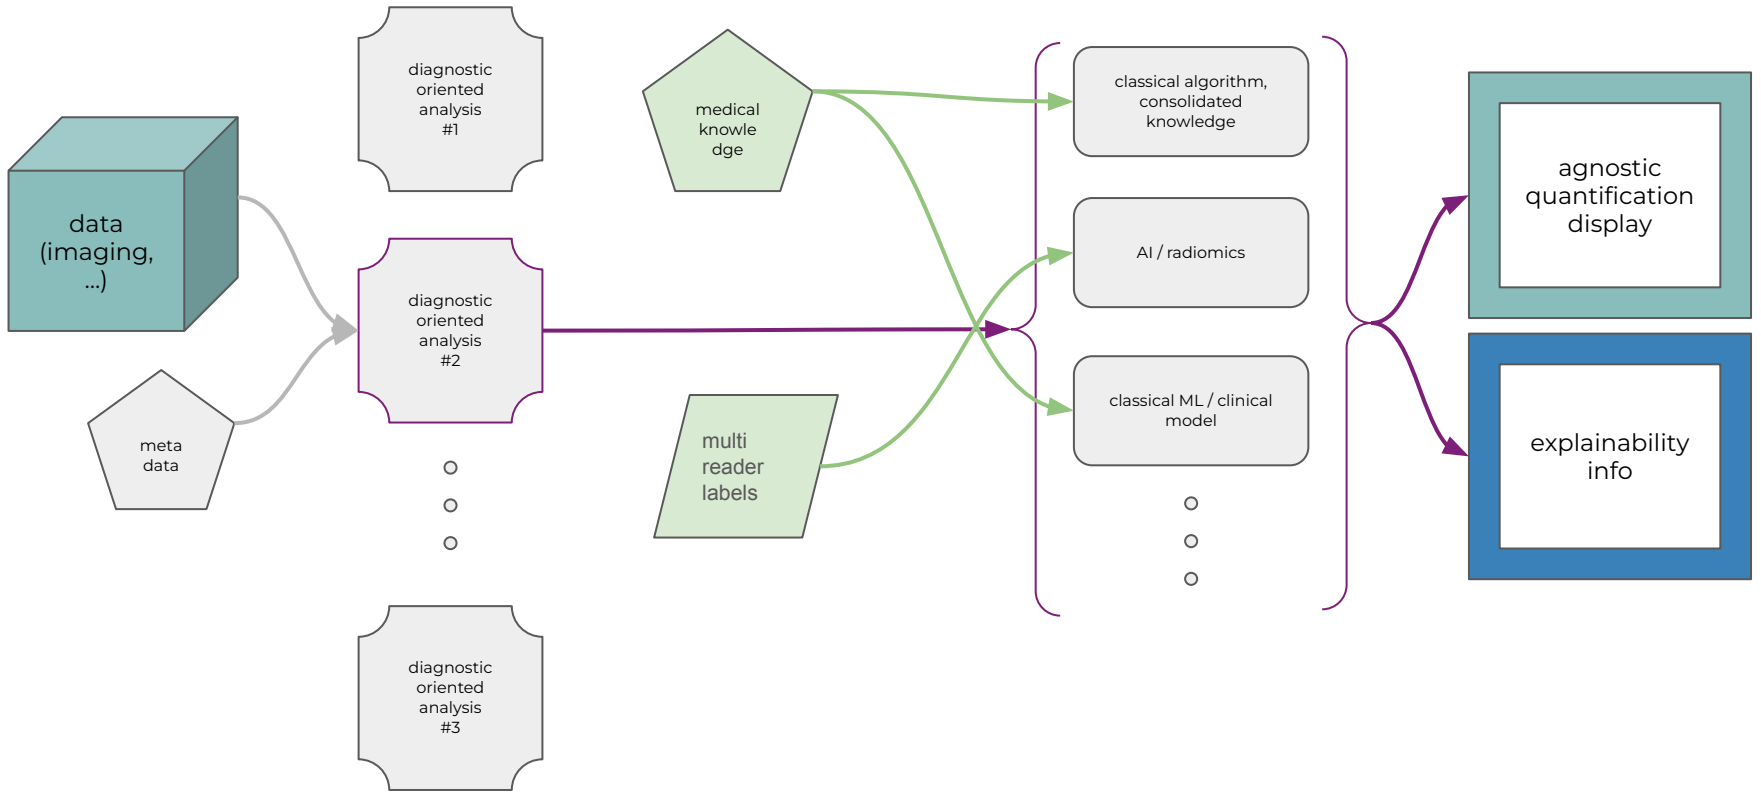 data
(imaging,
...)
meta
data
diagnostic
oriented
analysis
#1
diagnostic
oriented
analysis
#2
diagnostic
oriented
analysis
#3
medical
knowle
dge
multi
reader
labels
classical algorithm,
consolidated
knowledge
AI / radiomics
classical ML / clinical
model
agnostic
quantification
display
explainability
info